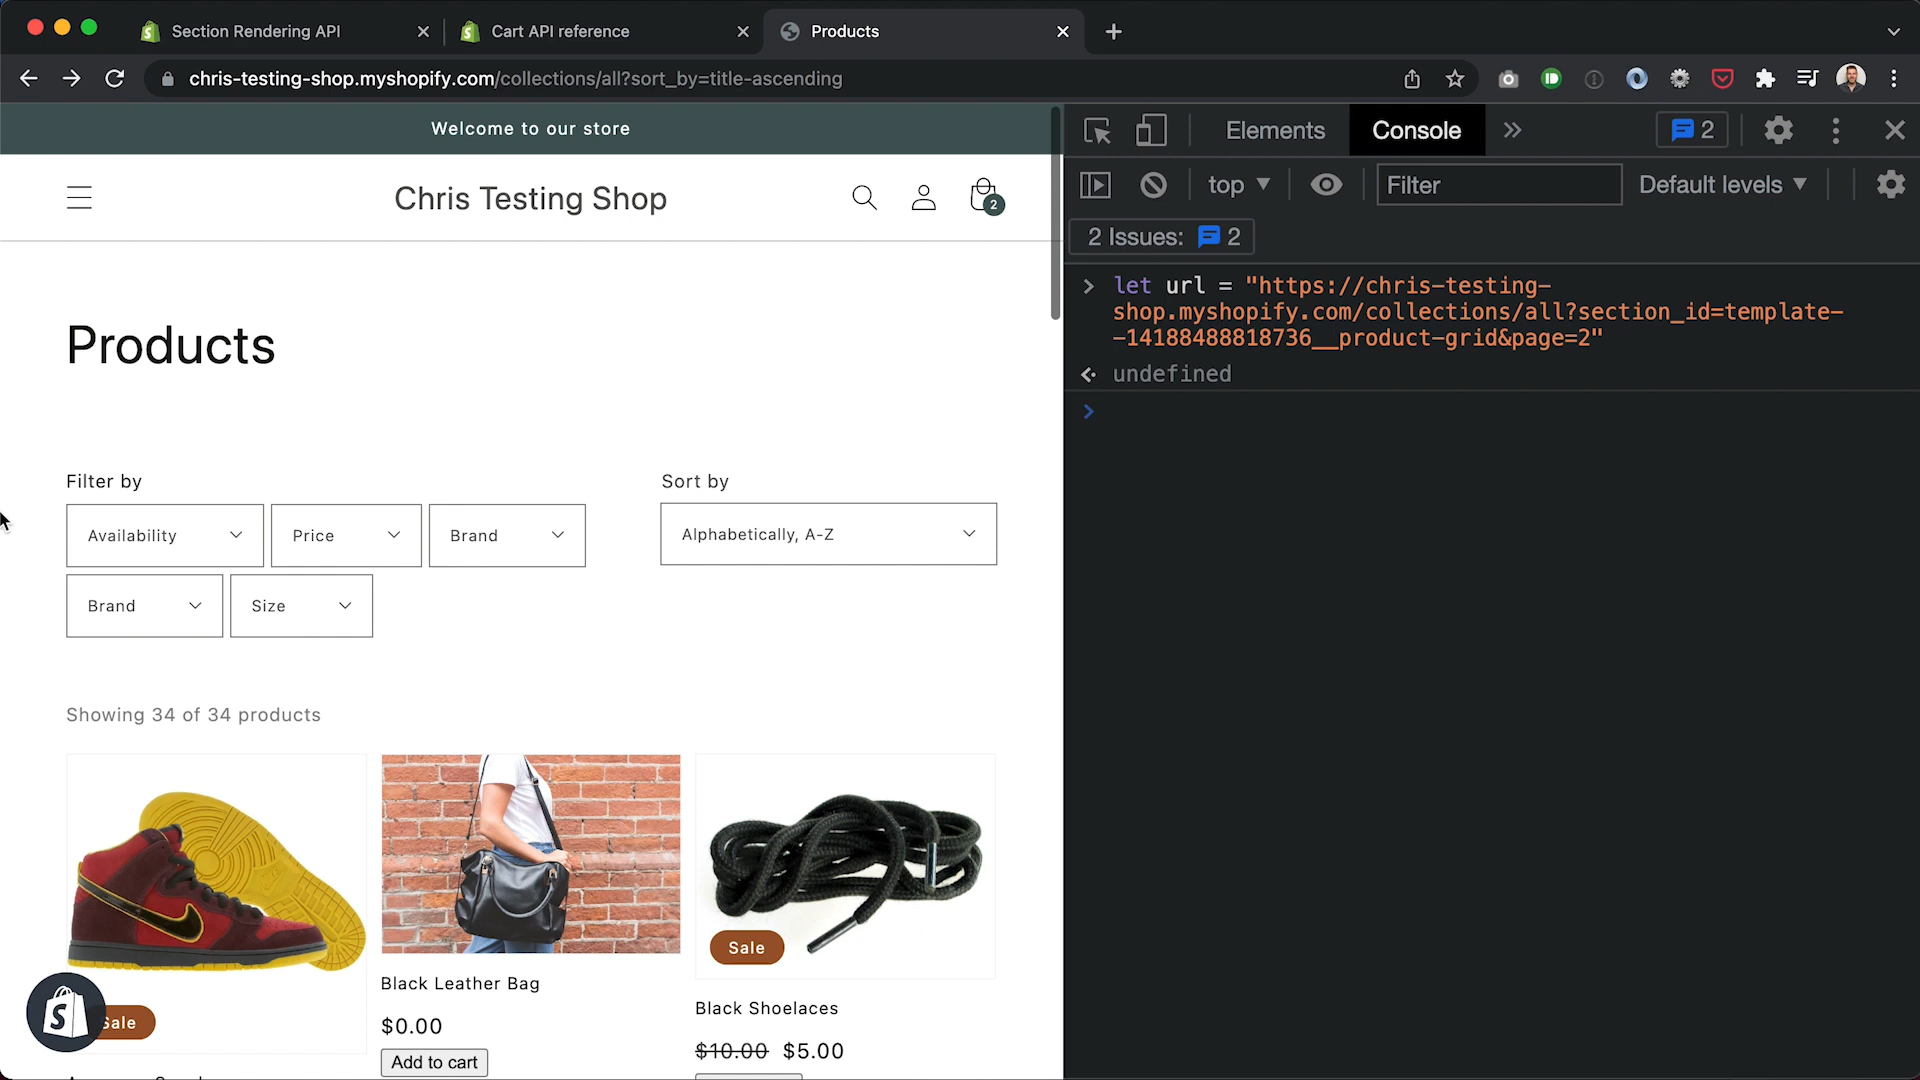 Section Rendering API
Cart API reference
Products
chris-testing-shop.myshopify.com/collections/all?sort_by=title-ascending
Welcome to our store
Chris Testing Shop
2
Products
Filter by
Sort by
Availability
Price
Brand
Alphabetically, A-Z
Brand
Size
Showing 34 of 34 products
Sale
Sale
Black Leather Bag
$0.00
Add to cart
Black Shoelaces
$10.00 $5.00
Elements
Console
2
top
Filter
Default levels
2 Issues: 2
let url = "https://chris-testing-
shop.myshopify.com/collections/all?section_id=template-
-14188488818736__product-grid&page=2"
undefined